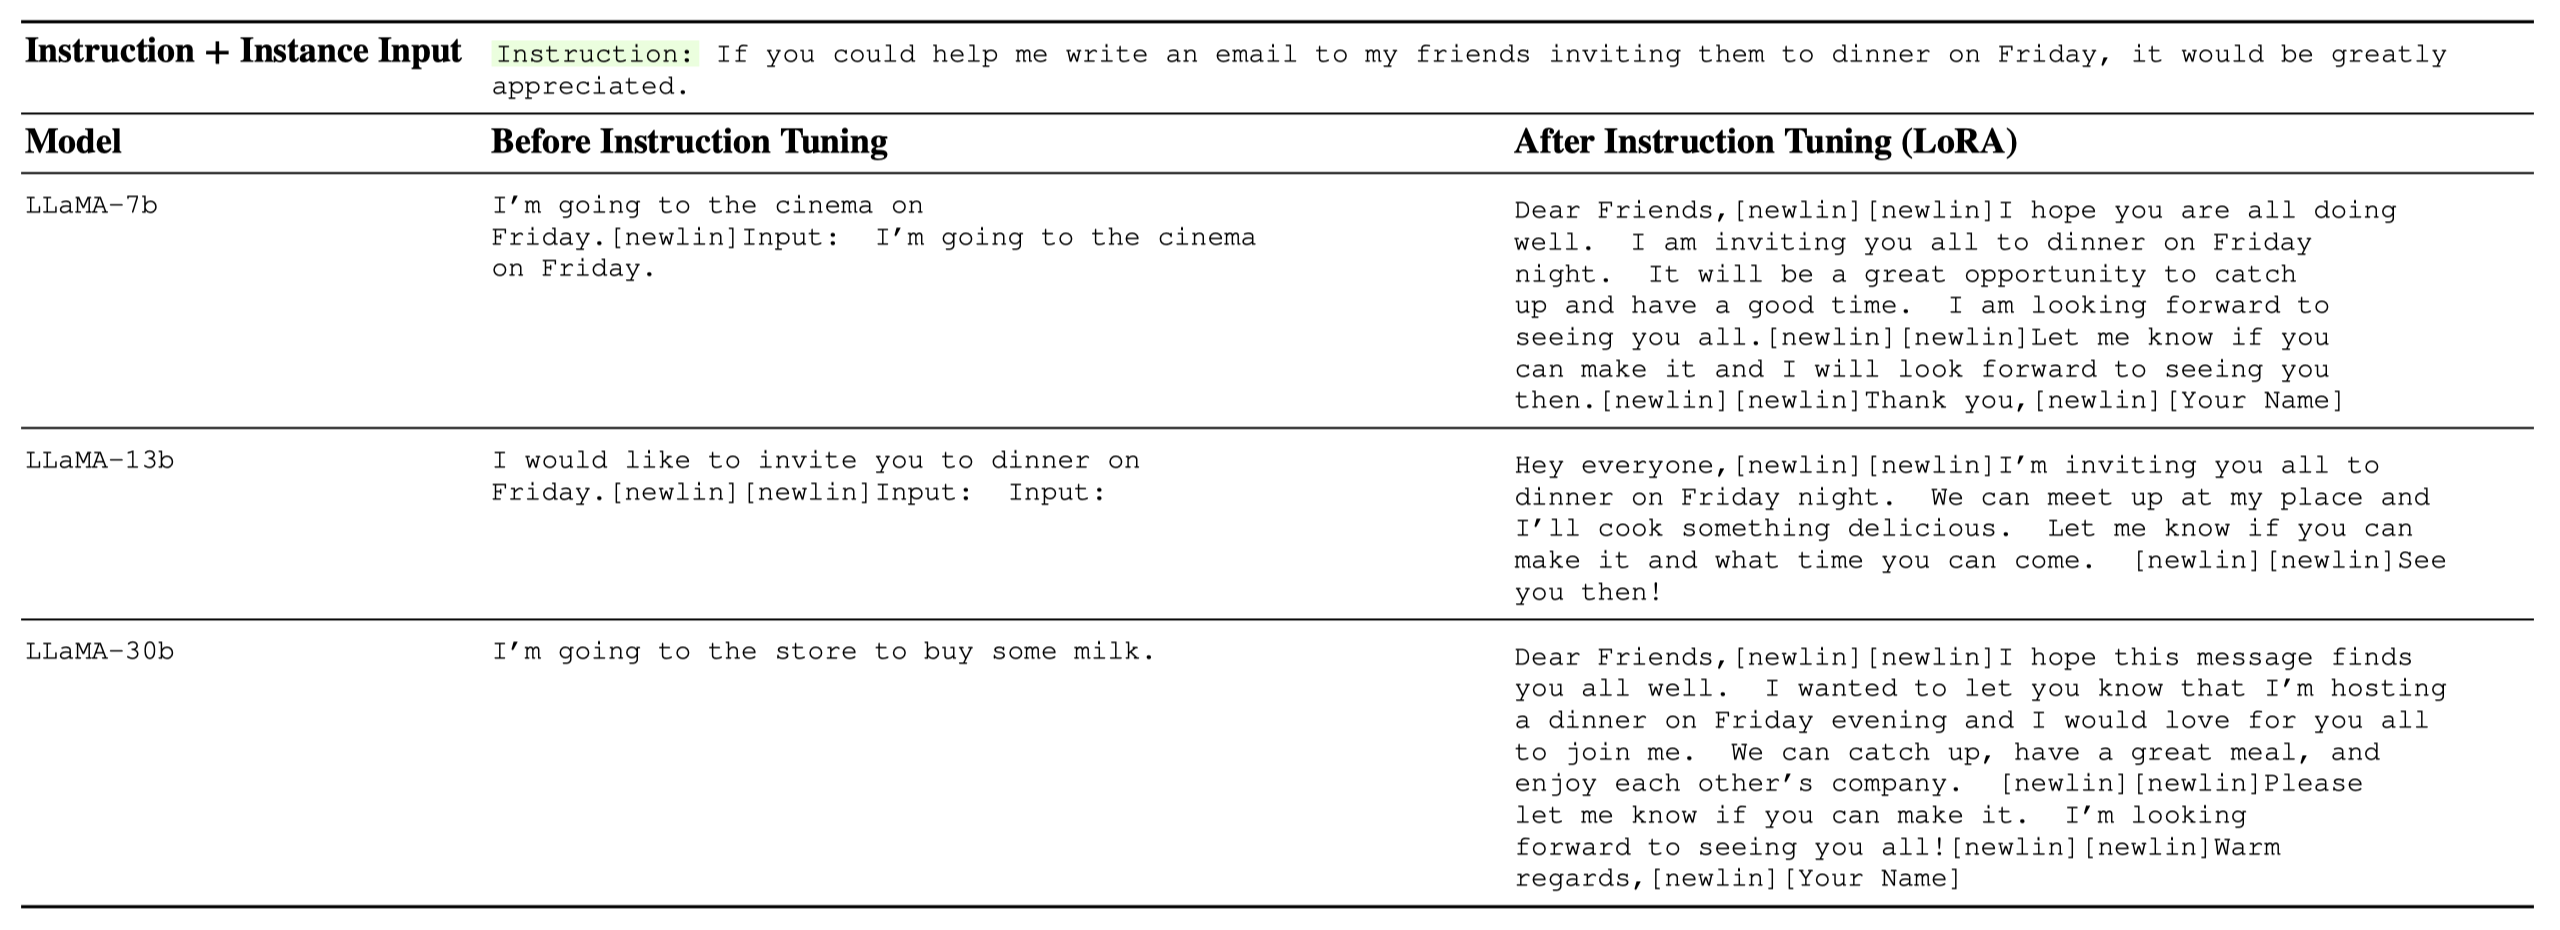 Instruction + Instance Input
Instruction: If you could help me write an email to my friends inviting them to dinner on Friday, it would be greatly
appreciated.
Model
Before Instruction Tuning
After Instruction Tuning (LoRA)
LLaMA-7b
I'm going to the cinema on
Friday.[newlin]Input:  I'm going to the cinema
on Friday.
Dear Friends,[newlin][newlin]I hope you are all doing
well.  I am inviting you all to dinner on Friday
night.  It will be a great opportunity to catch
up and have a good time.  I am looking forward to
seeing you all.[newlin][newlin]Let me know if you
can make it and I will look forward to seeing you
then.[newlin][newlin]Thank you,[newlin][Your Name]
LLaMA-13b
I would like to invite you to dinner on
Friday.[newlin][newlin]Input:  Input:
Hey everyone,[newlin][newlin]I'm inviting you all to
dinner on Friday night.  We can meet up at my place and
I'll cook something delicious.  Let me know if you can
make it and what time you can come.  [newlin][newlin]See
you then!
LLaMA-30b
I'm going to the store to buy some milk.
Dear Friends,[newlin][newlin]I hope this message finds
you all well.  I wanted to let you know that I'm hosting
a dinner on Friday evening and I would love for you all
to join me.  We can catch up, have a great meal, and
enjoy each other's company.  [newlin][newlin]Please
let me know if you can make it.  I'm looking
forward to seeing you all![newlin][newlin]Warm
regards,[newlin][Your Name]